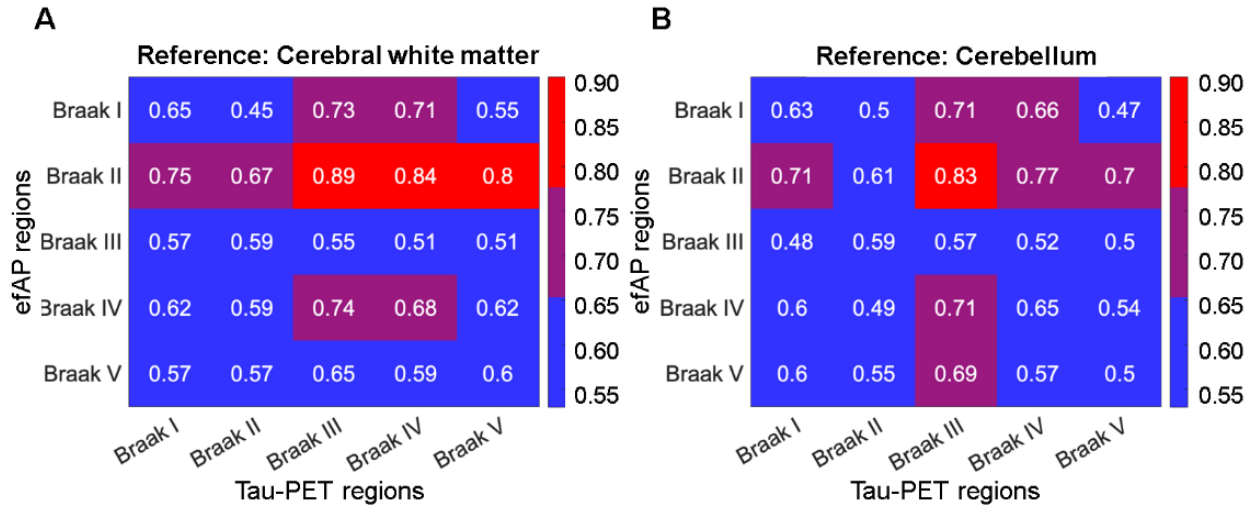 A
Reference: Cerebral white matter
efAP regions
Braak I 0.65 0.45 0.73 0.71 0.55
Braak II 0.75 0.67 0.89 0.84 0.8
Braak III 0.57 0.59 0.55 0.51 0.51
Braak IV 0.62 0.59 0.74 0.68 0.62
Braak V 0.57 0.57 0.65 0.59 0.6
Braak I Braak II Braak III Braak IV Braak V
Tau-PET regions
0.90
0.85
0.80
0.75
0.70
0.65
0.60
0.55
B
Reference: Cerebellum
efAP regions
Braak I 0.63 0.5 0.71 0.66 0.47
Braak II 0.71 0.61 0.83 0.77 0.7
Braak III 0.48 0.59 0.57 0.52 0.5
Braak IV 0.6 0.49 0.71 0.65 0.54
Braak V 0.6 0.55 0.69 0.57 0.5
Braak I Braak II Braak III Braak IV Braak V
Tau-PET regions
0.90
0.85
0.80
0.75
0.70
0.65
0.60
0.55